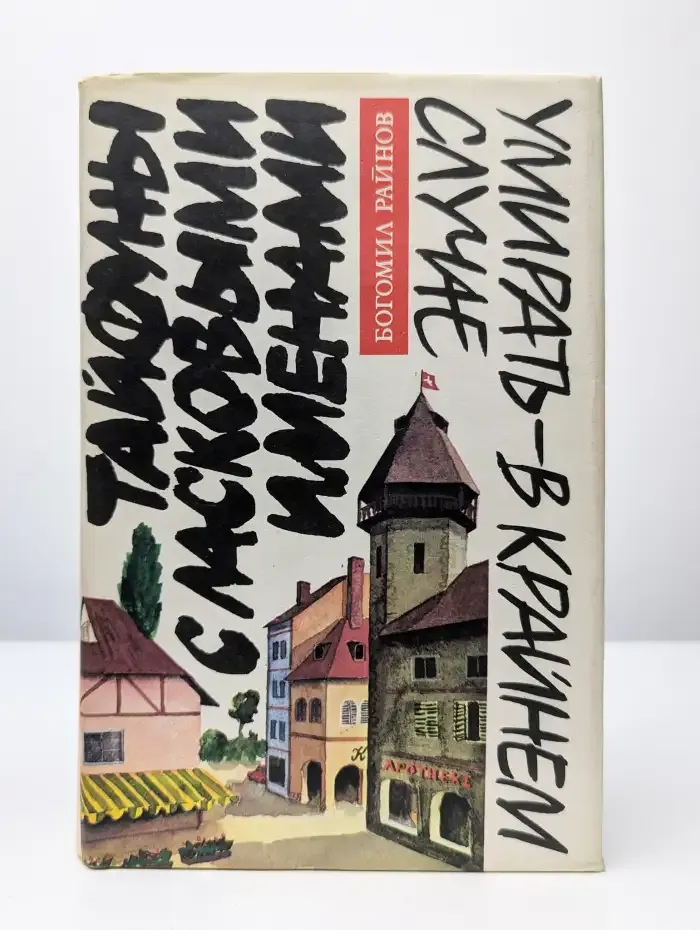 ТАЙФУНЫ
С ЛАСКОВЫМИ
ИМЕНАМИ
БОГОМИЛ РАЙНОВ
УМИРАТЬ – В КРАЙНЕМ
СЛУЧАЕ
APOTHEKE
K